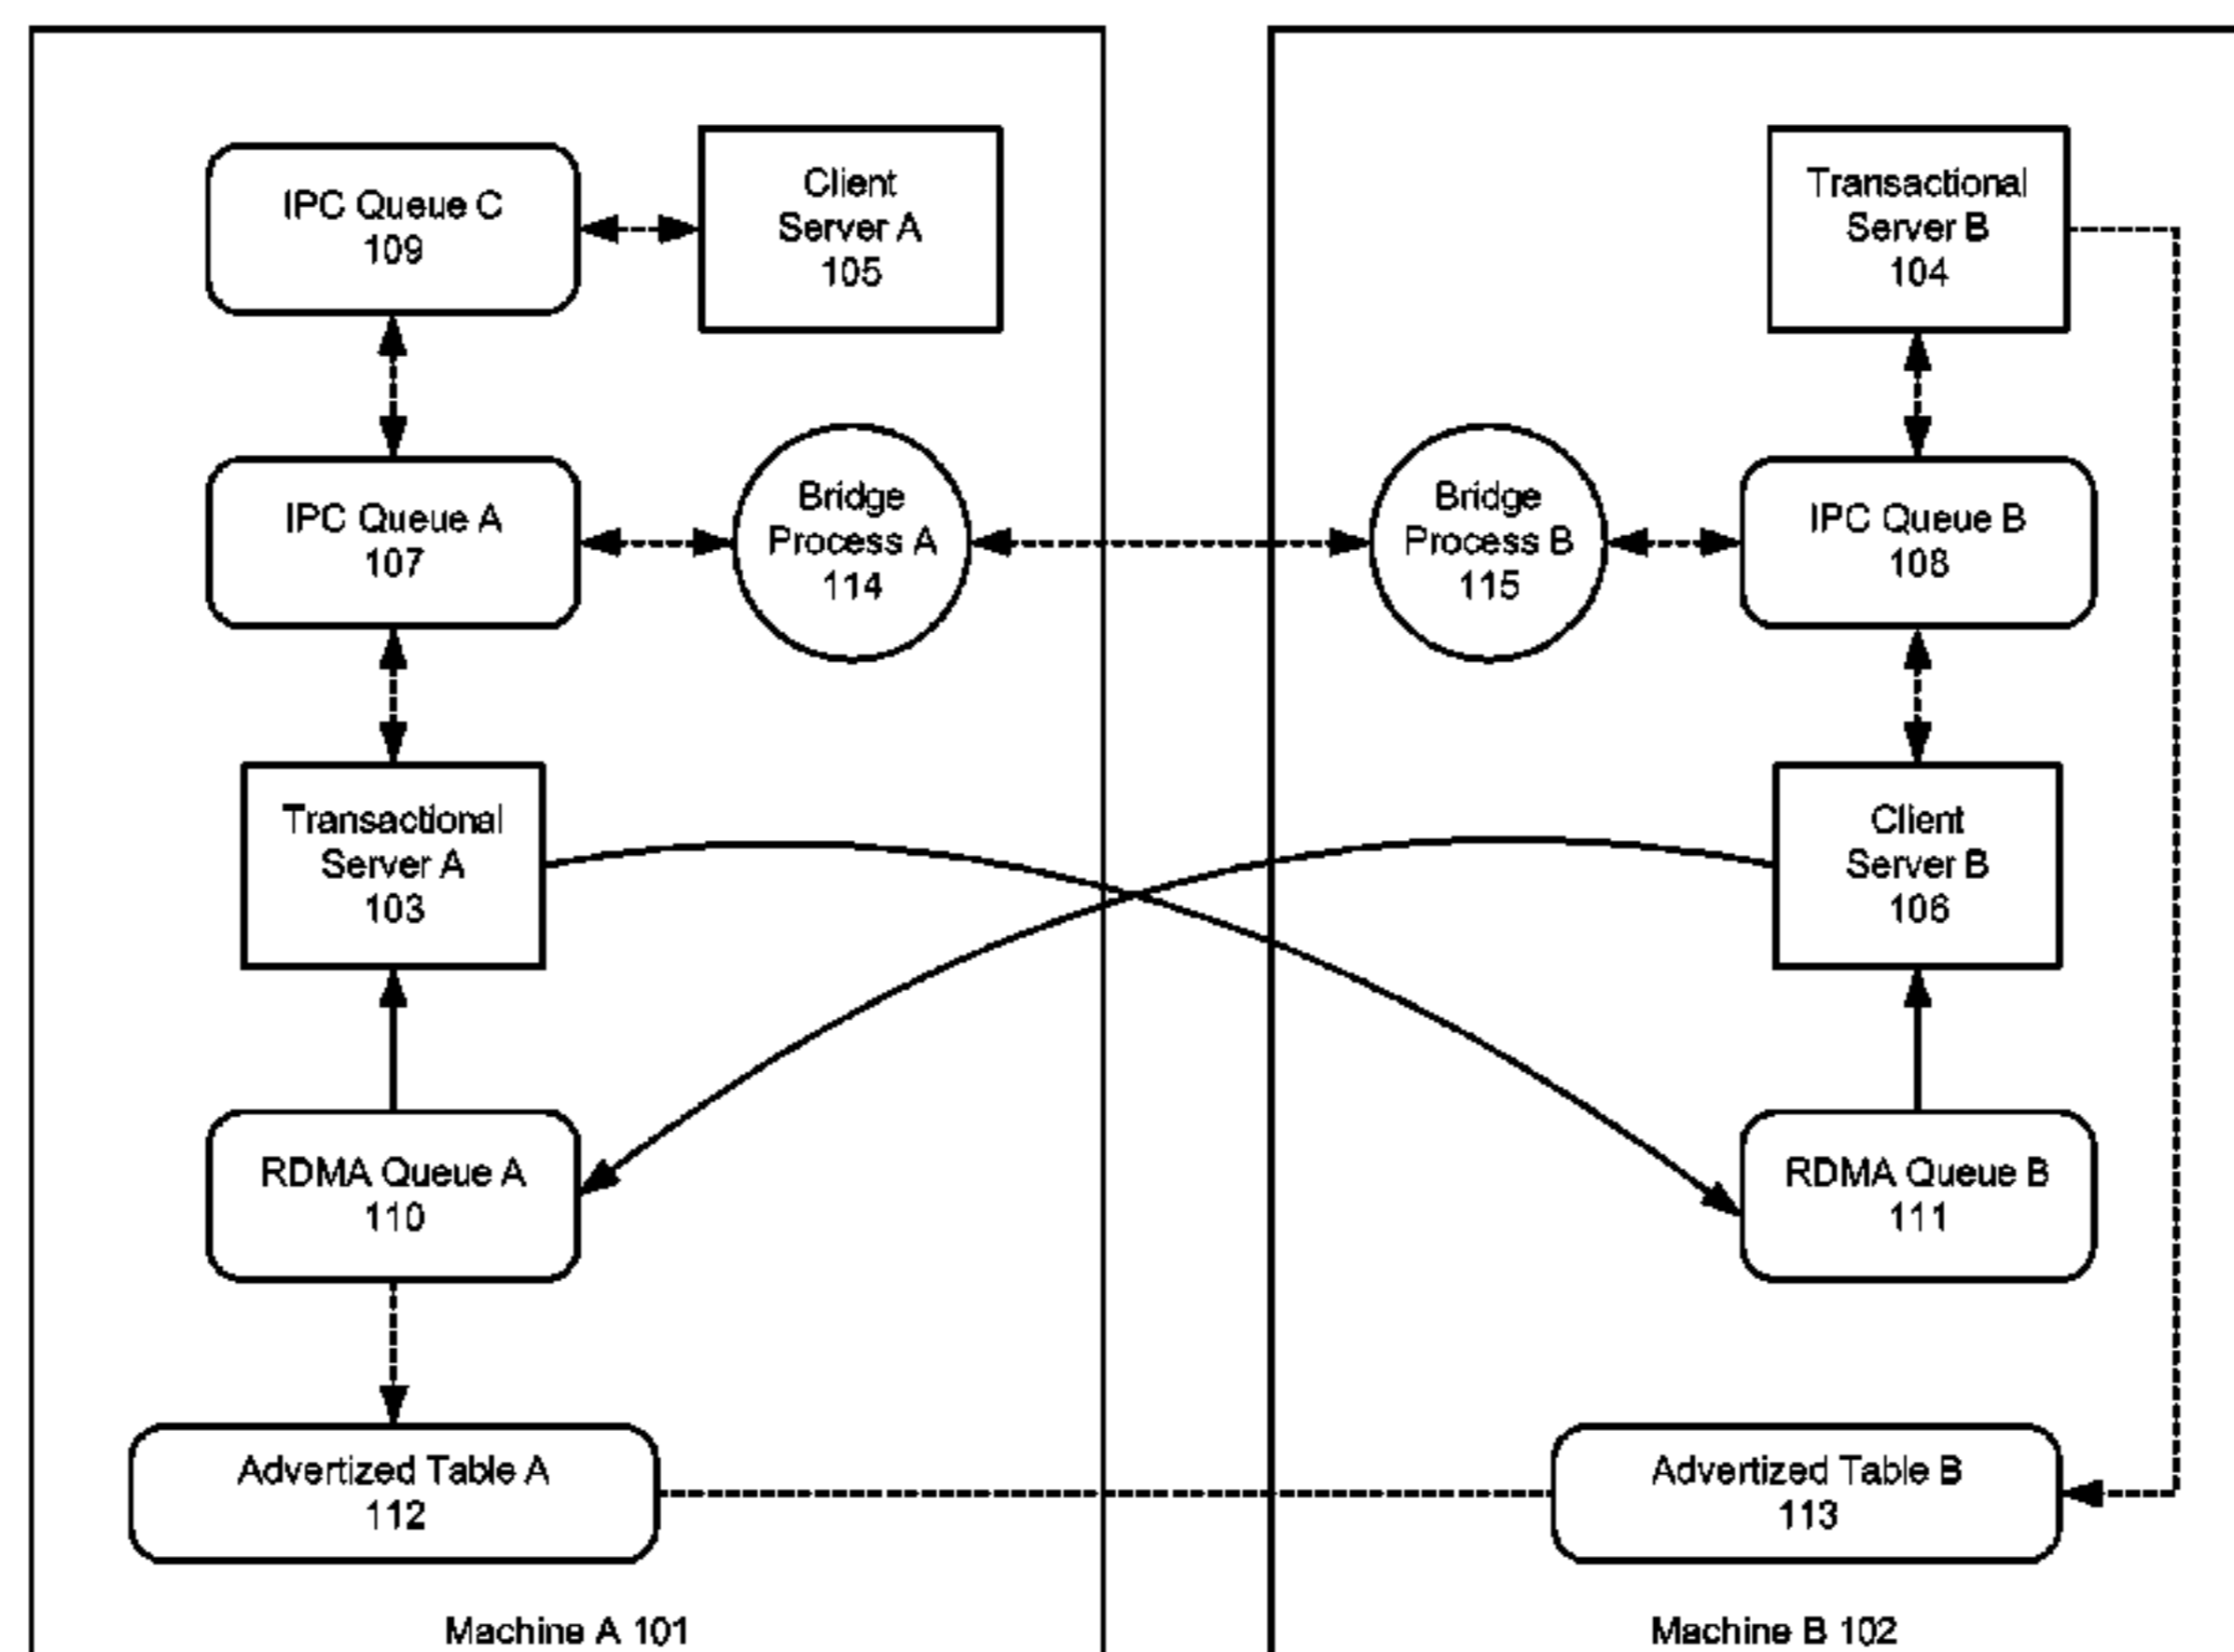 IPC Queue C
109
Client
Server A
105
Transactional
Server B
104
IPC Queue A
107
Bridge
Process A
114
Bridge
Process B
115
IPC Queue B
108
Transactional
Server A
103
Client
Server B
106
RDMA Queue A
110
RDMA Queue B
111
Advertized Table A
112
Advertized Table B
113
Machine A 101
Machine B 102